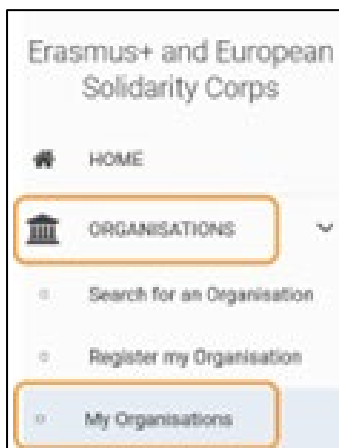 Erasmus+ and European
Solidarity Corps
HOME
ORGANISATIONS
Search for an Organisation
Register my Organisation
My Organisations